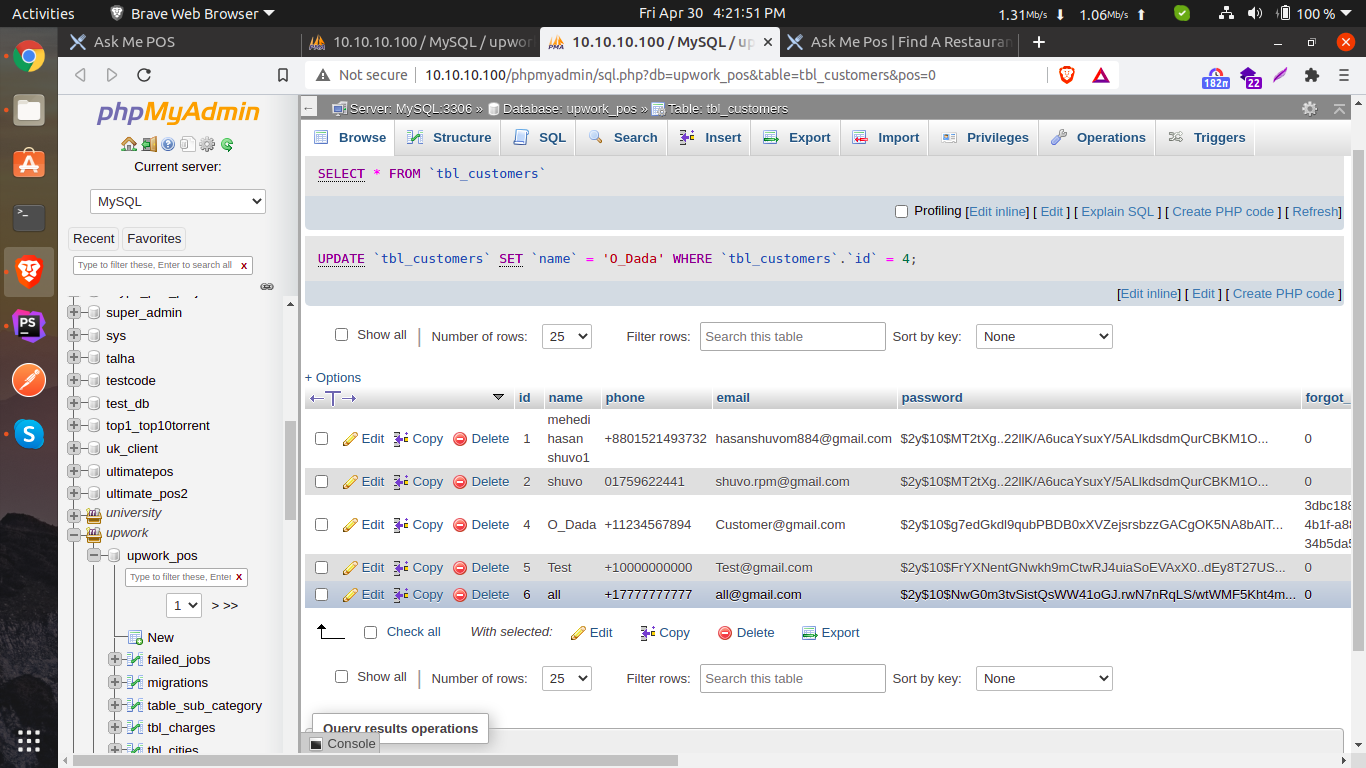 Activities Brave Web Browser Fri Apr 30 4:21:51 PM 1.31Mb/s 1.06Mb/s 100 %
Ask Me POS 10.10.10.100 / MySQL / upwor 10.10.10.100 / MySQL / up Ask Me Pos | Find A Restauran
Not secure 10.10.10.100/phpmyadmin/sql.php?db=upwork_pos&table=tbl_customers&pos=0 182π 22
phpMyAdmin
Current server:
MySQL
Recent Favorites
Type to filter these, Enter to search all X
super_admin
sys
talha
testcode
test_db
top1_top10torrent
uk_client
ultimatepos
ultimate_pos2
university
upwork
upwork_pos
Type to filter these, Enter X
1 > >>
New
failed_jobs
migrations
table_sub_category
tbl_charges
tbl_cities
Server: MySQL:3306 » Database: upwork_pos » Table: tbl_customers
Browse Structure SQL Search Insert Export Import Privileges Operations Triggers
SELECT * FROM `tbl_customers`
Profiling [Edit inline] [ Edit ] [ Explain SQL ] [ Create PHP code ] [ Refresh]
UPDATE `tbl_customers` SET `name` = 'O_Dada' WHERE `tbl_customers`.`id` = 4;
[Edit inline] [ Edit ] [ Create PHP code ]
Show all | Number of rows: 25 Filter rows: Search this table Sort by key: None
+ Options
←T→ id name phone email password forgot_
Edit Copy Delete 1 mehedi hasan shuvo1 +8801521493732 hasanshuvom884@gmail.com $2y$10$MT2tXg..22llK/A6ucaYsuxY/5ALlkdsdmQurCBKM1O... 0
Edit Copy Delete 2 shuvo 01759622441 shuvo.rpm@gmail.com $2y$10$MT2tXg..22llK/A6ucaYsuxY/5ALlkdsdmQurCBKM1O... 0
Edit Copy Delete 4 O_Dada +11234567894 Customer@gmail.com $2y$10$g7edGkdl9qubPBDB0xXVZejsrsbzzGACgOK5NA8bAlT... 3dbc188 4b1f-a88 34b5da5
Edit Copy Delete 5 Test +10000000000 Test@gmail.com $2y$10$FrYXNentGNwkh9mCtwRJ4uiaSoEVAxX0..dEy8T27US... 0
Edit Copy Delete 6 all +17777777777 all@gmail.com $2y$10$NwG0m3tvSistQsWW41oGJ.rwN7nRqLS/wtWMF5Kht4m... 0
Check all With selected: Edit Copy Delete Export
Show all | Number of rows: 25 Filter rows: Search this table Sort by key: None
Query results operations
Console